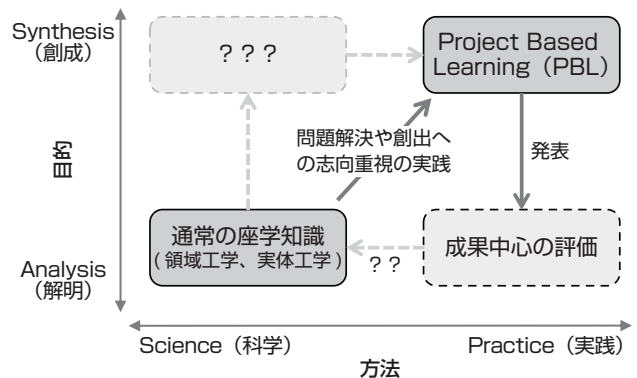 Synthesis
（創成）
？？？
Project Based
Learning（PBL）
目的
問題解決や創出へ
の志向重視の実践
発表
通常の座学知識
(領域工学、実体工学)
？？
成果中心の評価
Analysis
（解明）
Science（科学）
Practice（実践）
方法